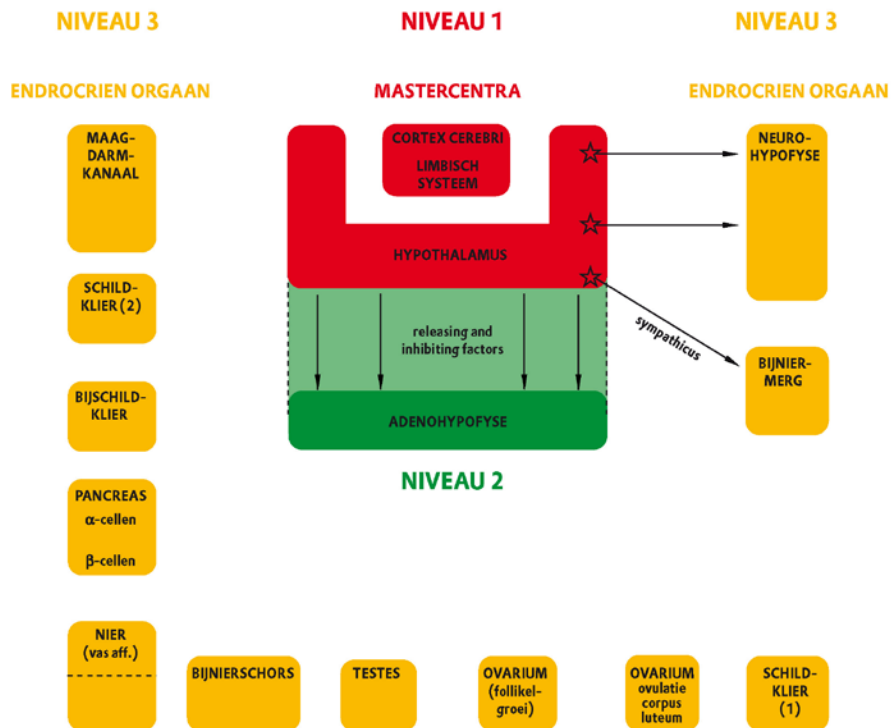 NIVEAU 3
NIVEAU 1
NIVEAU 3
ENDROCRIEN ORGAAN
MASTERCENTRA
ENDROCRIEN ORGAAN
MAAG-
DARM-
KANAAL
CORTEX CEREBRI
LIMBISCH
SYSTEEM
NEURO-
HYPOFYSE
HYPOTHALAMUS
SCHILD-
KLIER (2)
releasing and
inhibiting factors
sympathicus
BIJNIER-
MERG
BIJSCHILD-
KLIER
ADENOHYPOFYSE
NIVEAU 2
PANCREAS
α-cellen
β-cellen
NIER
(vas aff.)
BIJNIERSCHORS
TESTES
OVARIUM
(follikel-
groei)
OVARIUM
ovulatie
corpus
luteum
SCHILD-
KLIER
(1)